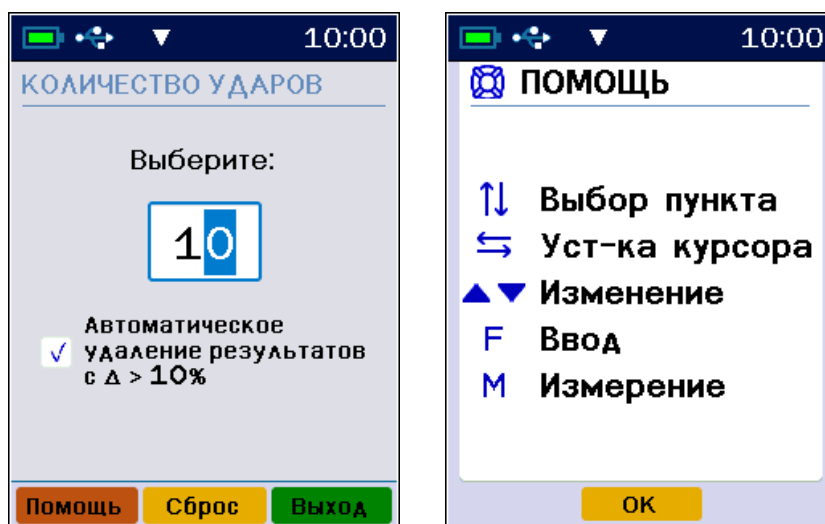 10:00
КОЛИЧЕСТВО УДАРОВ
Выберите:
10
✓ Автоматическое
удаление результатов
с Δ > 10%
Помощь Сброс Выход
10:00
ПОМОЩЬ
↑↓ Выбор пункта
⇆ Уст-ка курсора
▲▼ Изменение
F Ввод
M Измерение
OK